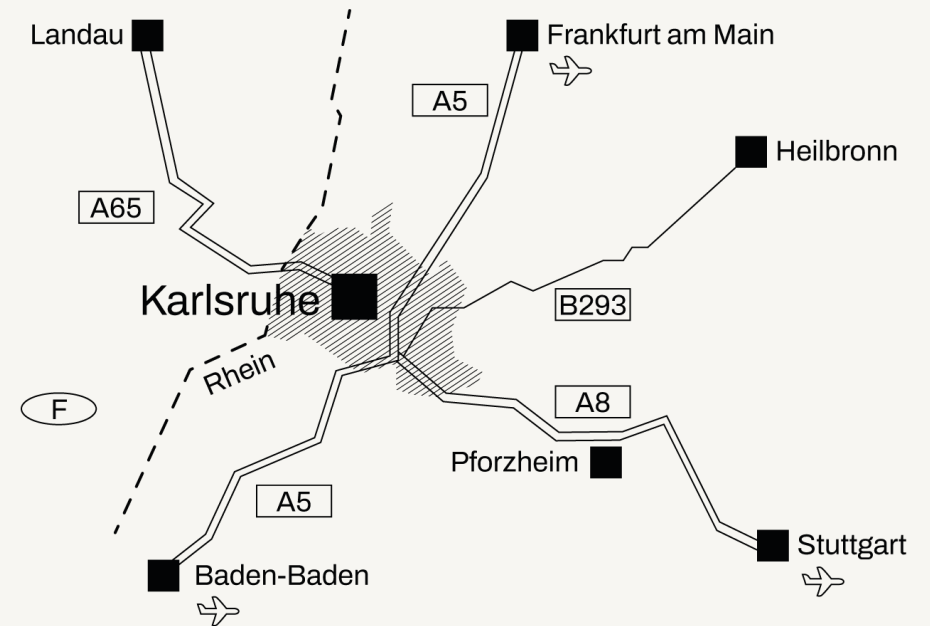 Landau
Frankfurt am Main
A5
Heilbronn
A65
Karlsruhe
B293
Rhein
F
A8
Pforzheim
A5
Stuttgart
Baden-Baden